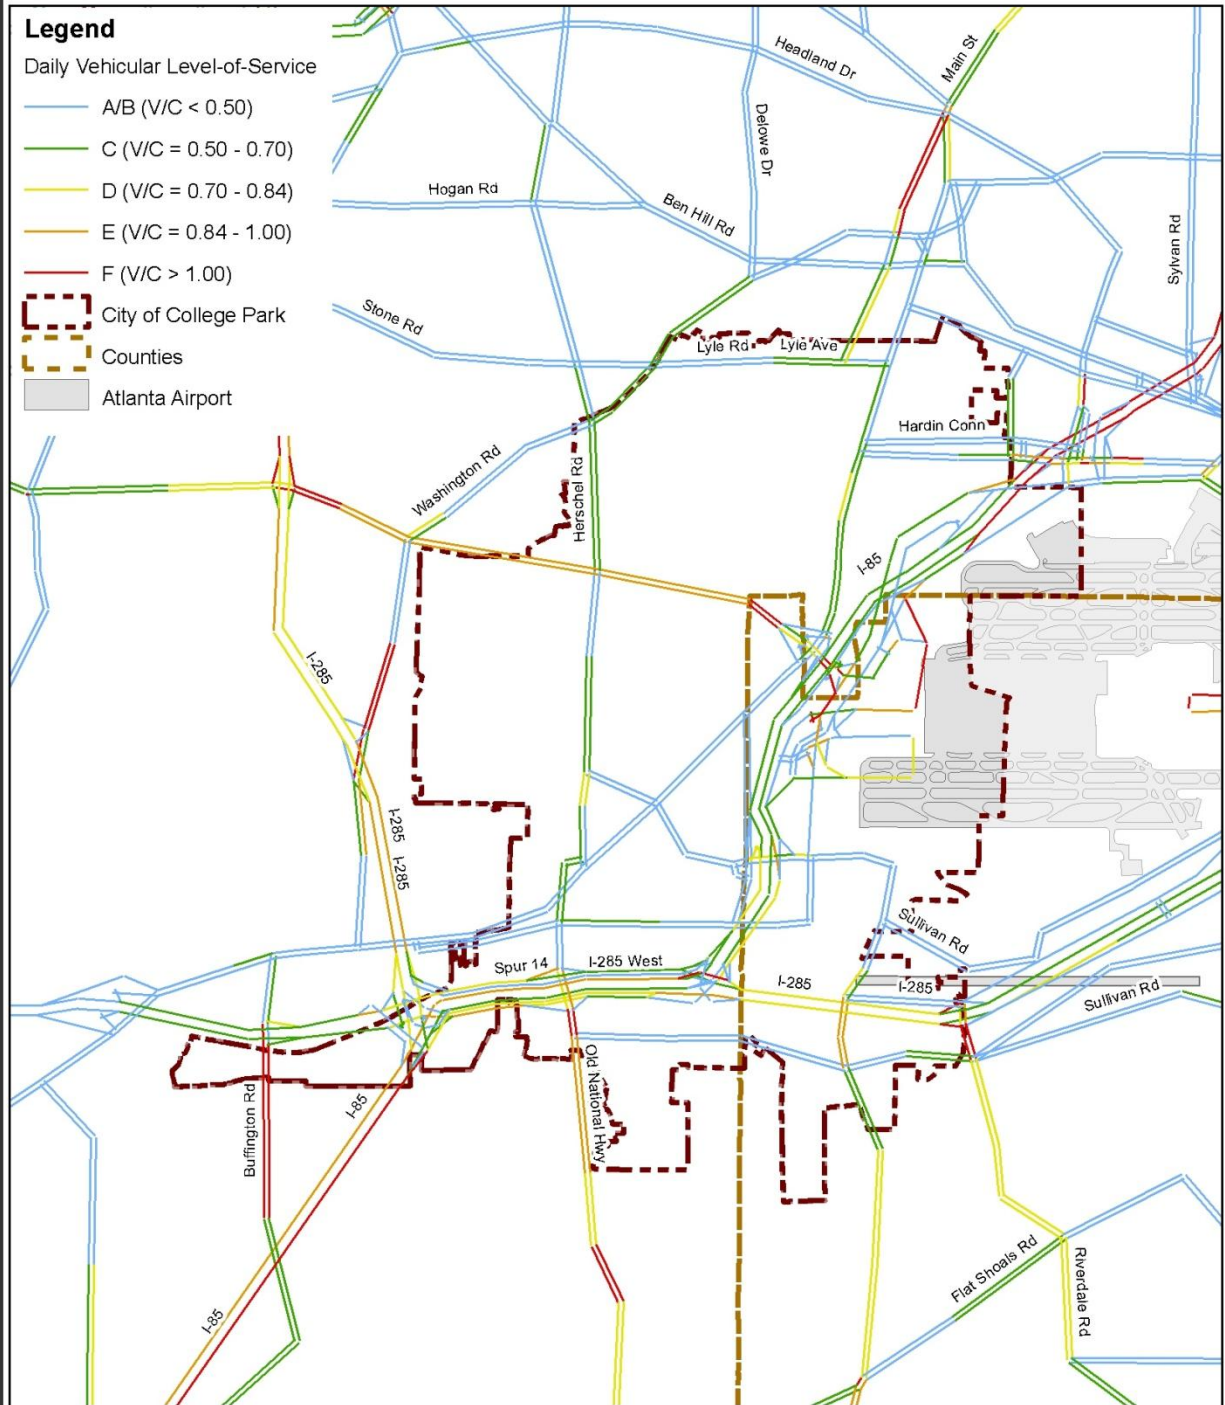 Legend
Daily Vehicular Level-of-Service
A/B (V/C < 0.50)
C (V/C = 0.50 - 0.70)
D (V/C = 0.70 - 0.84)
E (V/C = 0.84 - 1.00)
F (V/C > 1.00)
City of College Park
Counties
Atlanta Airport
Main St
Headland Dr
Delowe Dr
Hogan Rd
Ben Hill Rd
Sylvan Rd
Stone Rd
Lyle Rd
Lyle Ave
Hardin Conn
Washington Rd
Herschel Rd
I-85
I-285
I-285
I-285
Sullivan Rd
Spur 14
I-285 West
I-285
I-285
Sullivan Rd
Old National Hwy
I-85
Buffington Rd
Flat Shoals Rd
Riverdale Rd
I-85